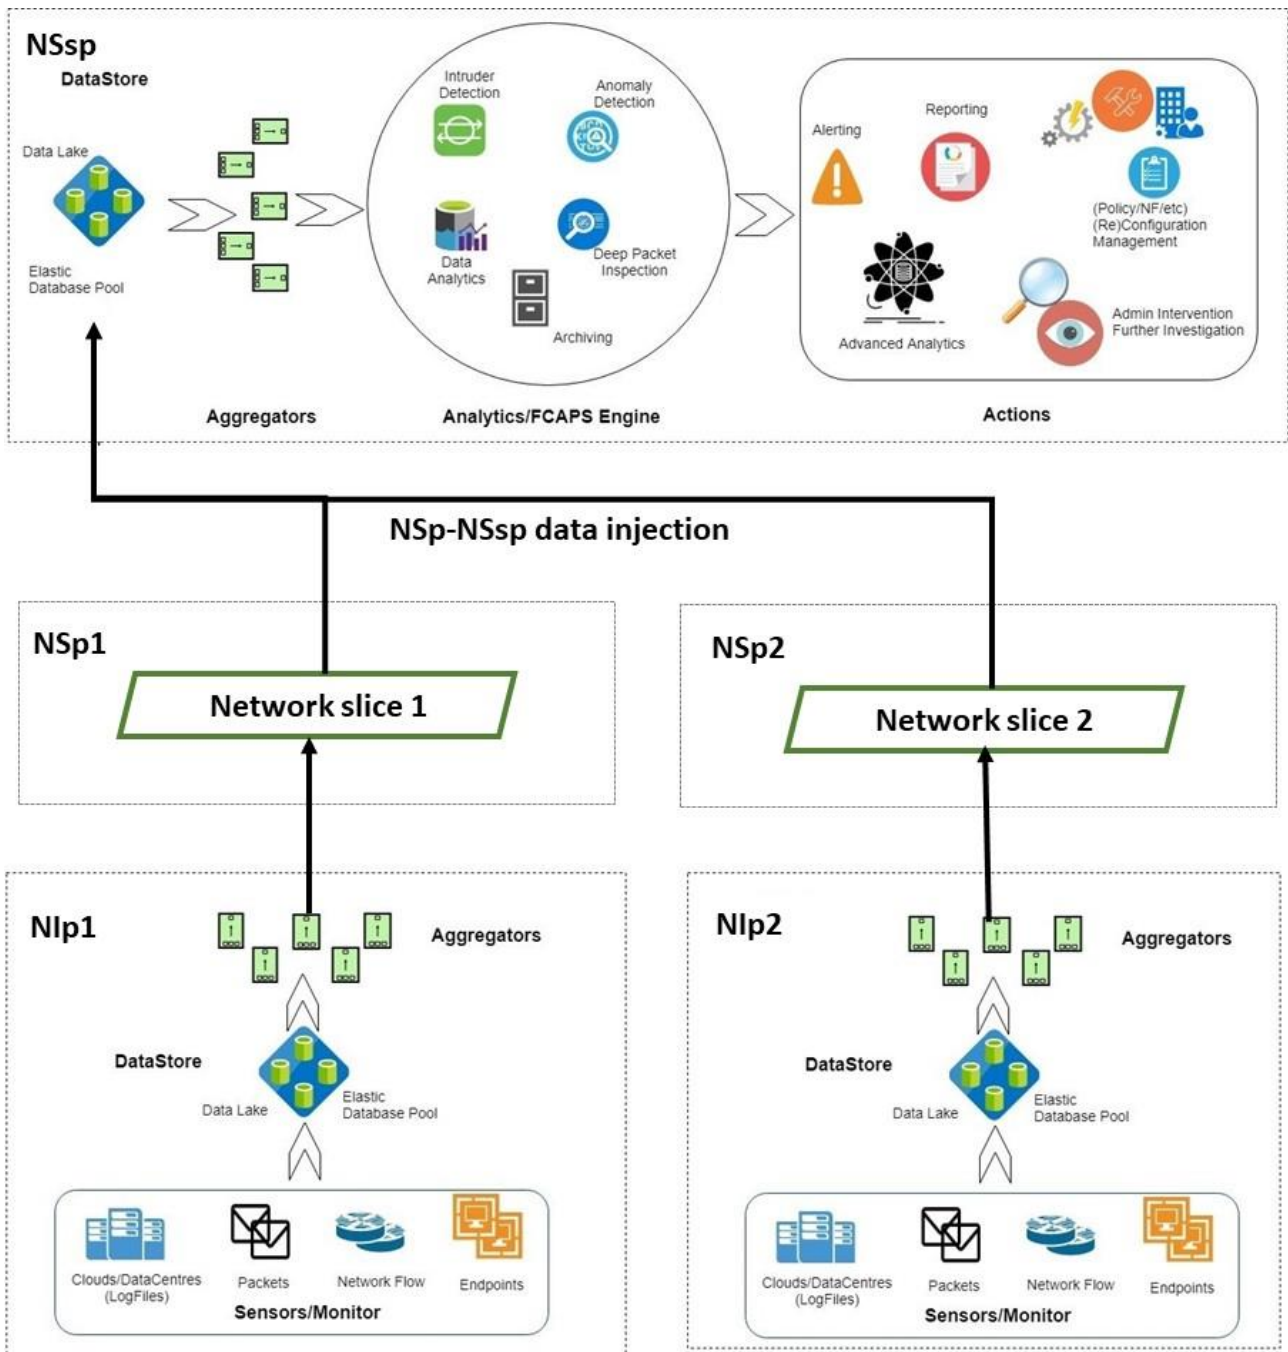 NSsp
DataStore
Data Lake
Elastic
Database Pool
Aggregators
Intruder
Detection
Anomaly
Detection
Data
Analytics
Deep Packet
Inspection
Archiving
Analytics/FCAPS Engine
Alerting
Reporting
(Policy/NF/etc)
(Re)Configuration
Management
Advanced Analytics
Admin Intervention
Further Investigation
Actions
NSp-NSsp data injection
NSp1
Network slice 1
NSp2
Network slice 2
NIp1
Aggregators
DataStore
Data Lake
Elastic
Database Pool
Clouds/DataCentres
(LogFiles)
Packets
Network Flow
Endpoints
Sensors/Monitor
NIp2
Aggregators
DataStore
Data Lake
Elastic
Database Pool
Clouds/DataCentres
(LogFiles)
Packets
Network Flow
Endpoints
Sensors/Monitor